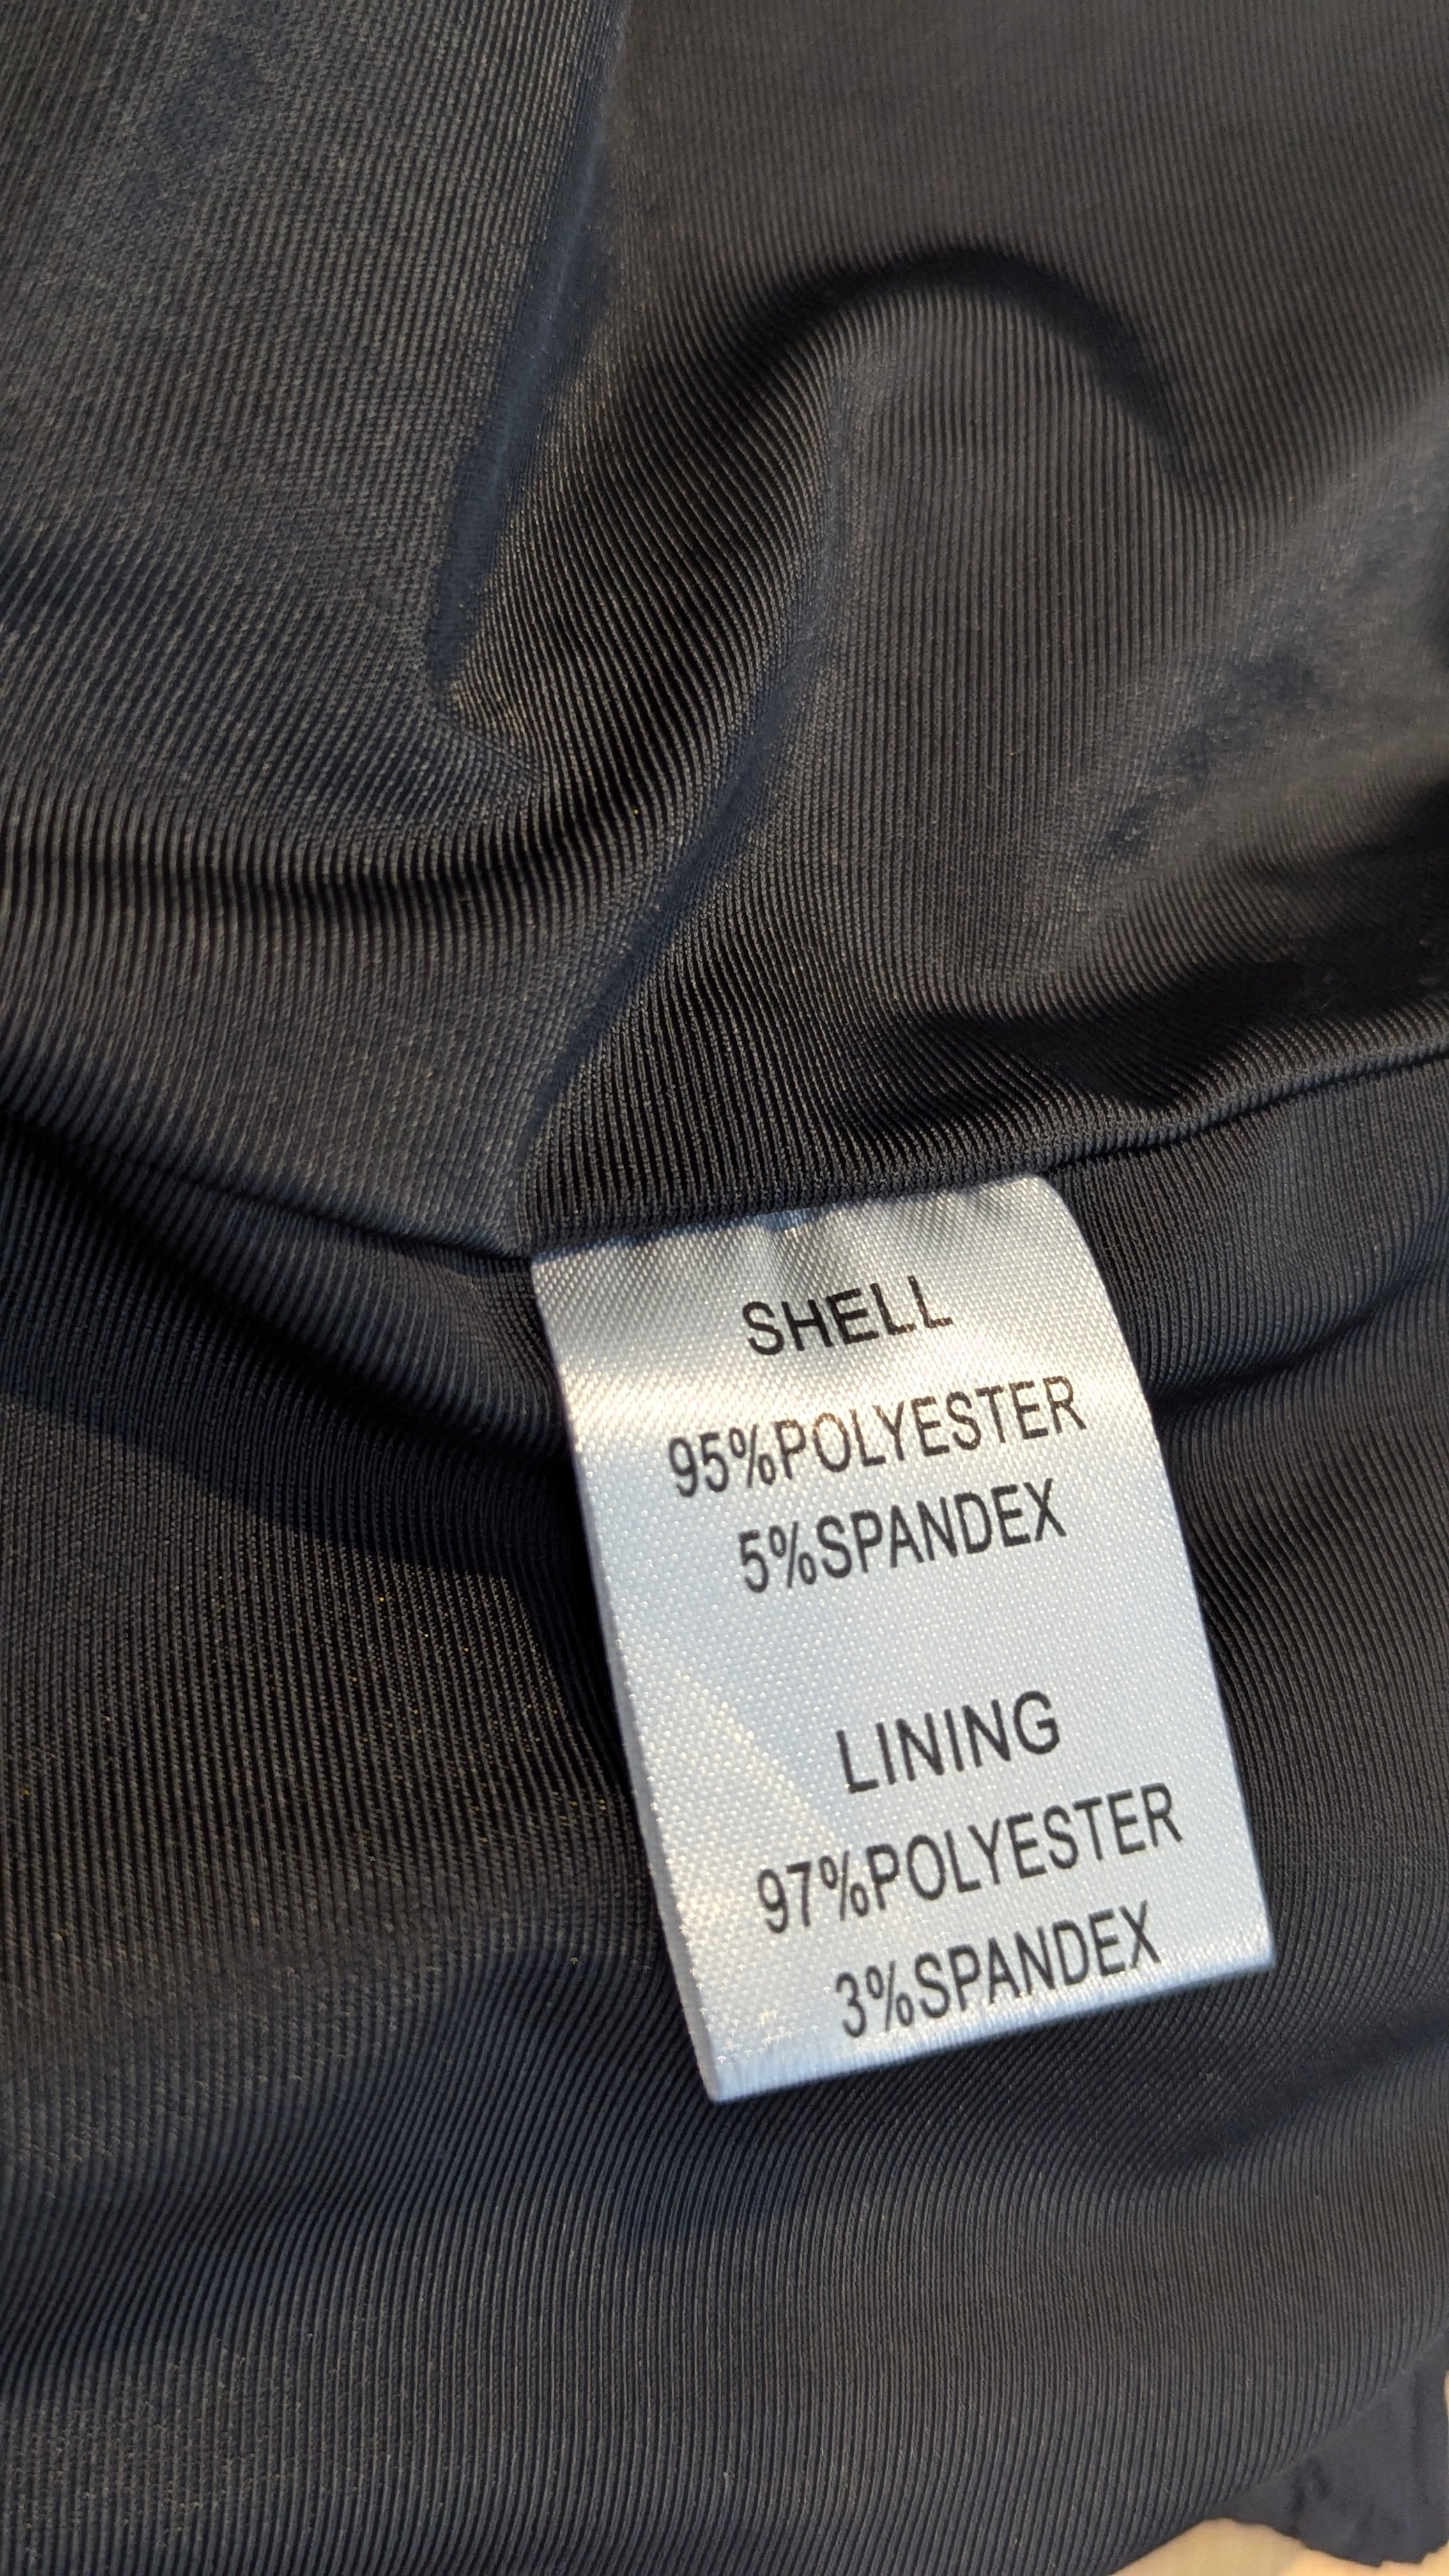 SHELL
95%POLYESTER
5%SPANDEX
LINING
97%POLYESTER
3%SPANDEX